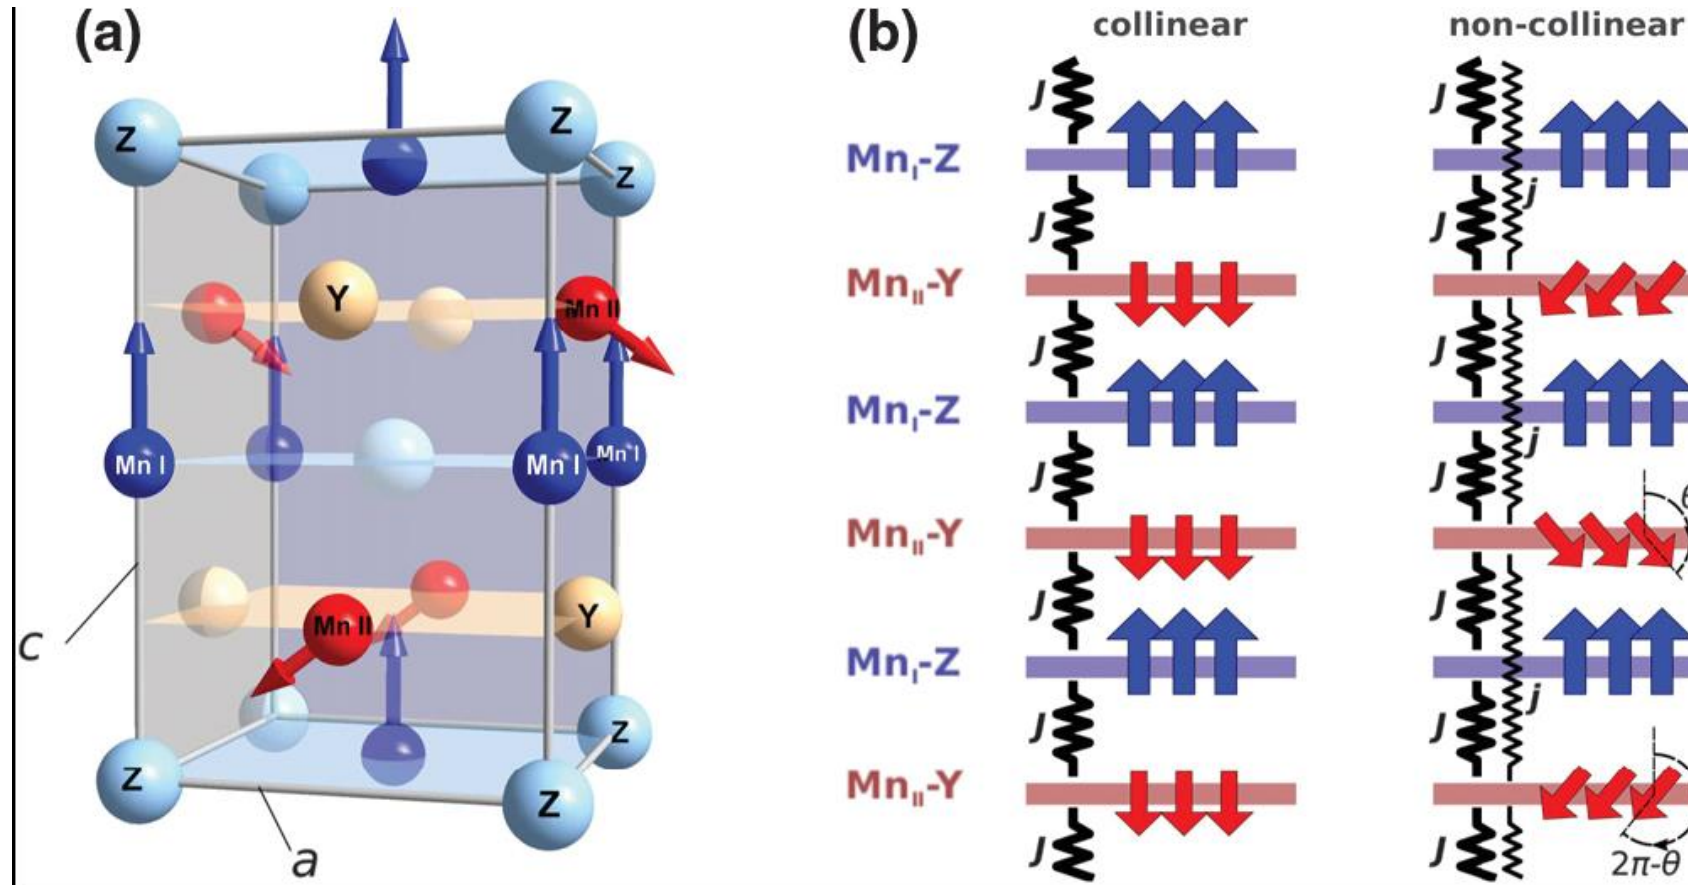 (a)
Z
Z
Z
Y
Mn II
Mn I
Mn I
Mn I
Mn II
Y
Z
Z
Z
c
a
(b)
collinear
non-collinear
J
J
Mn_I-Z
J
J
j
Mn_II-Y
J
J
Mn_I-Z
J
J
j
Mn_II-Y
θ
J
J
Mn_I-Z
J
J
j
Mn_II-Y
J
J
2π-θ